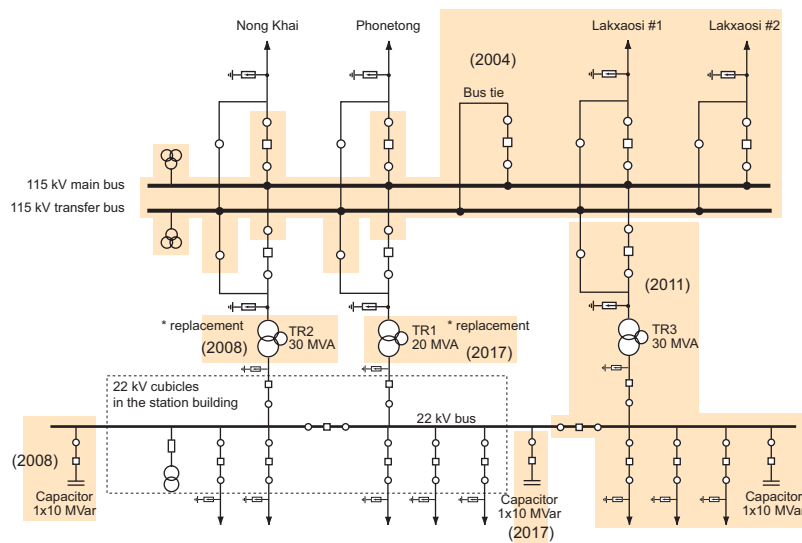 Nong Khai
Phonetong
Lakxaosi #1
Lakxaosi #2
(2004)
Bus tie
115 kV main bus
115 kV transfer bus
(2011)
* replacement
(2008)
TR2
30 MVA
TR1
20 MVA
* replacement
(2017)
TR3
30 MVA
22 kV cubicles
in the station building
22 kV bus
(2008)
Capacitor
1x10 MVar
Capacitor
1x10 MVar
(2017)
Capacitor
1x10 MVar